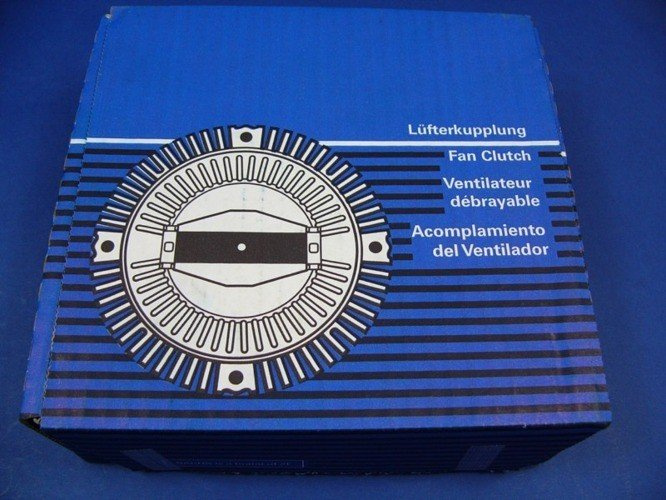 Lüfterkupplung
Fan Clutch
Ventilateur
débrayable
Acomplamiento
del Ventilador